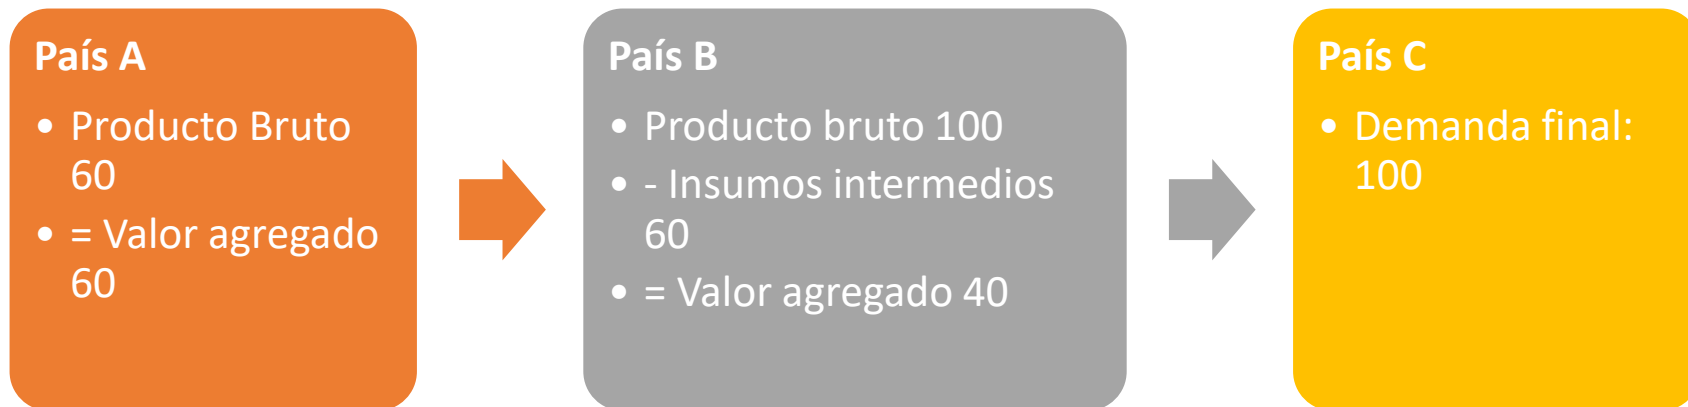 País A
• Producto Bruto
60
• = Valor agregado
60
País B
• Producto bruto 100
• - Insumos intermedios
60
• = Valor agregado 40
País C
• Demanda final:
100